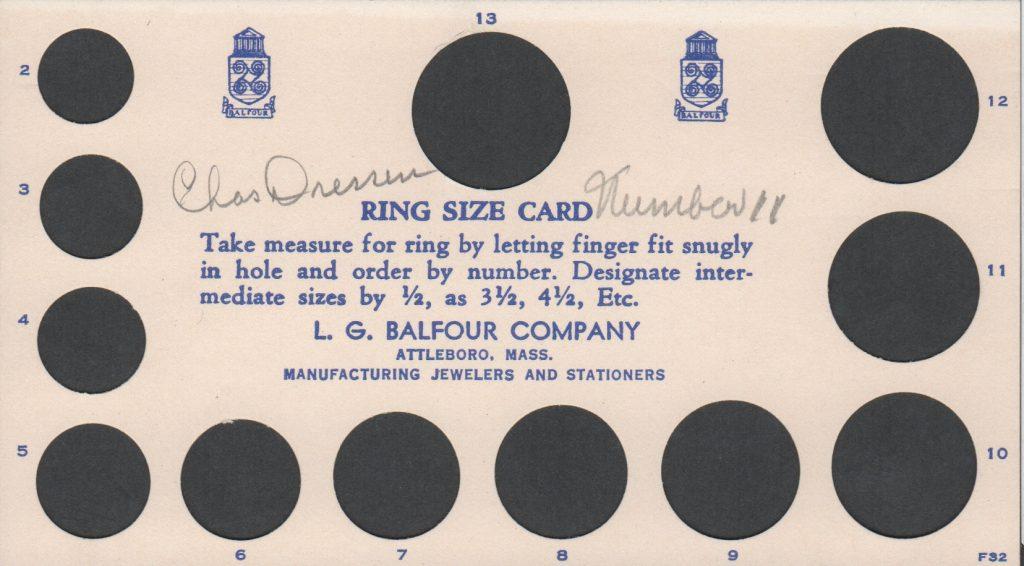 13
2
12
BALFOUR
BALFOUR
3
Chas Dressen
Number 11
RING SIZE CARD
Take measure for ring by letting finger fit snugly
in hole and order by number. Designate inter-
mediate sizes by ½, as 3½, 4½, Etc.
11
4
L. G. BALFOUR COMPANY
ATTLEBORO, MASS.
MANUFACTURING JEWELERS AND STATIONERS
5
10
6
7
8
9
F32